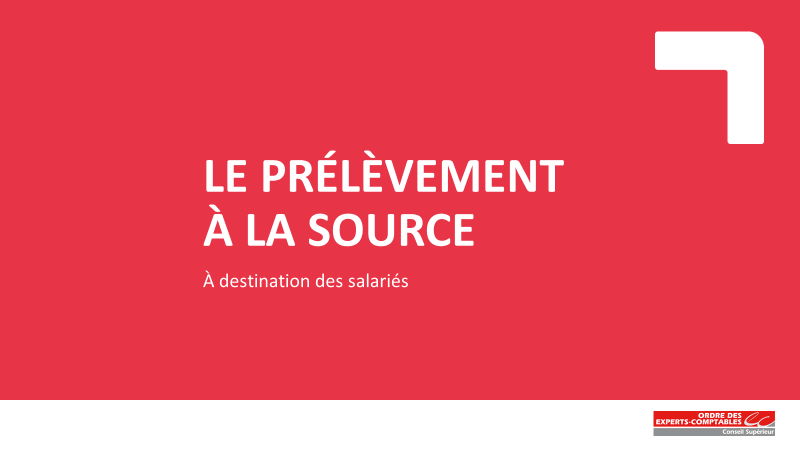 LE PRÉLÈVEMENT
À LA SOURCE
À destination des salariés
ORDRE DES
EXPERTS-COMPTABLES
Conseil Supérieur